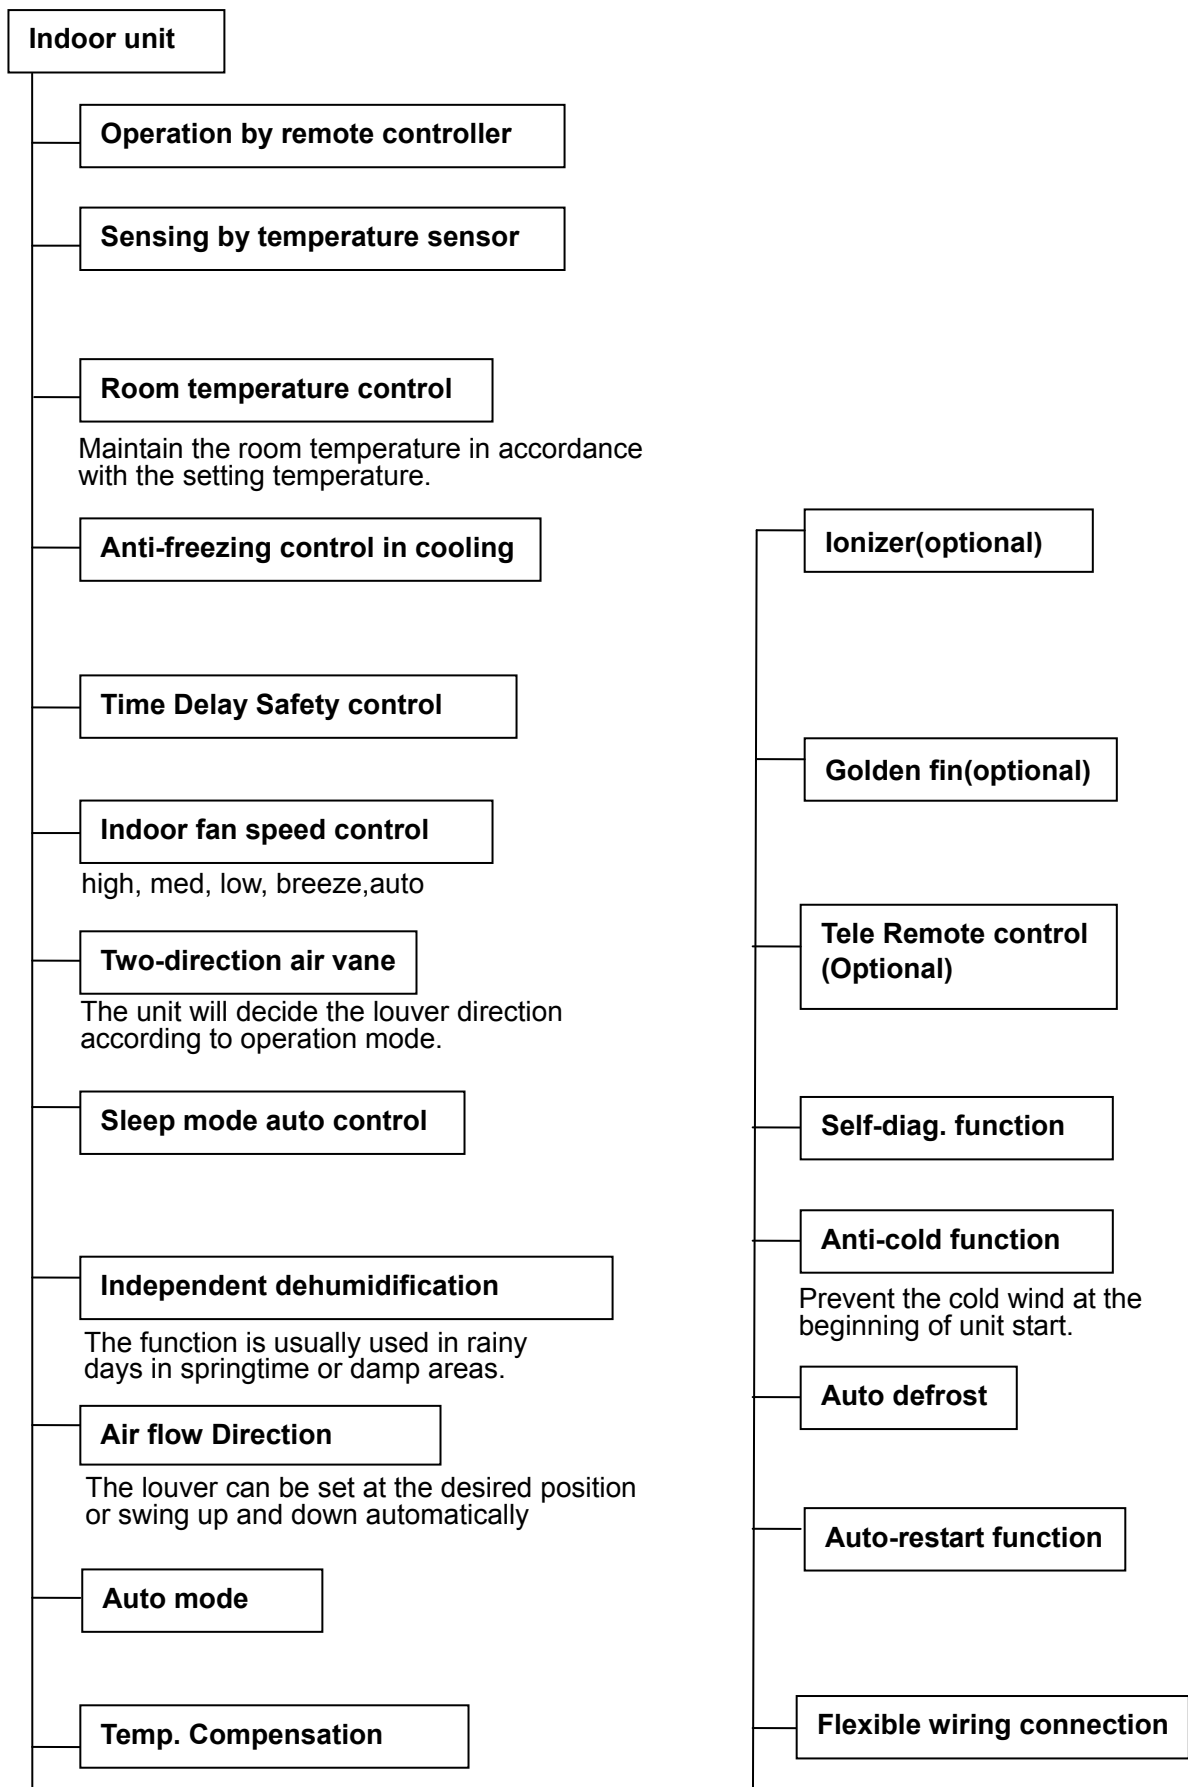 Indoor unit
Operation by remote controller
Sensing by temperature sensor
Room temperature control
Maintain the room temperature in accordance
with the setting temperature.
Anti-freezing control in cooling
Time Delay Safety control
Indoor fan speed control
high, med, low, breeze,auto
Two-direction air vane
The unit will decide the louver direction
according to operation mode.
Sleep mode auto control
Independent dehumidification
The function is usually used in rainy
days in springtime or damp areas.
Air flow Direction
The louver can be set at the desired position
or swing up and down automatically
Auto mode
Temp. Compensation
Ionizer(optional)
Golden fin(optional)
Tele Remote control
(Optional)
Self-diag. function
Anti-cold function
Prevent the cold wind at the
beginning of unit start.
Auto defrost
Auto-restart function
Flexible wiring connection